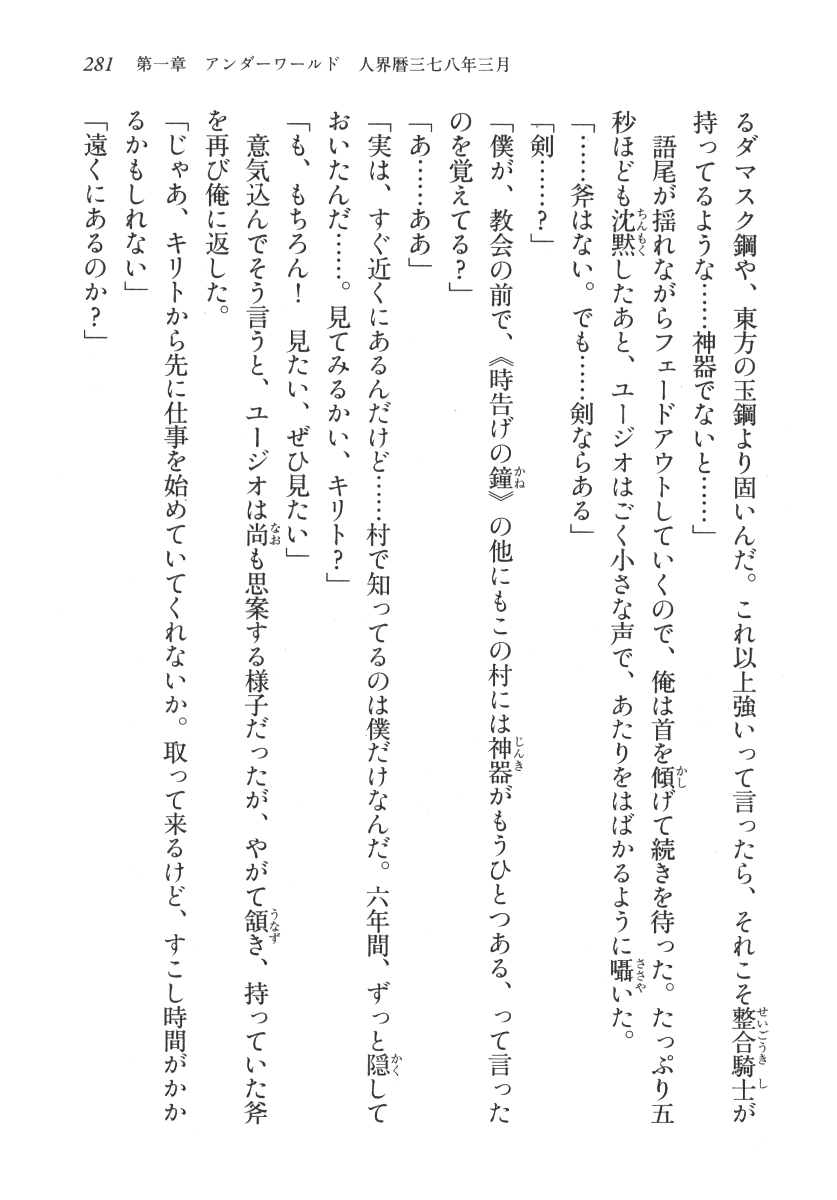 281　第一章　アンダーワールド　人界暦三七八年三月
るダマスク鋼や、東方の玉鋼より固いんだ。これ以上強いって言ったら、それこそ整合騎士が
持ってるような……神器でないと……」
　語尾が揺れながらフェードアウトしていくので、俺は首を傾げて続きを待った。たっぷり五
秒ほども沈黙したあと、ユージオはごく小さな声で、あたりをはばかるように囁いた。
「……斧はない。でも……剣ならある」
「剣……？」
「僕が、教会の前で、《時告げの鐘》の他にもこの村には神器がもうひとつある、って言った
のを覚えてる？」
「あ……ああ」
「実は、すぐ近くにあるんだけど……村で知ってるのは僕だけなんだ。六年間、ずっと隠して
おいたんだ……。見てみるかい、キリト？」
「も、もちろん！　見たい、ぜひ見たい」
　意気込んでそう言うと、ユージオは尚も思案する様子だったが、やがて頷き、持っていた斧
を再び俺に返した。
「じゃあ、キリトから先に仕事を始めていてくれないか。取って来るけど、すこし時間がかか
るかもしれない」
「遠くにあるのか？」